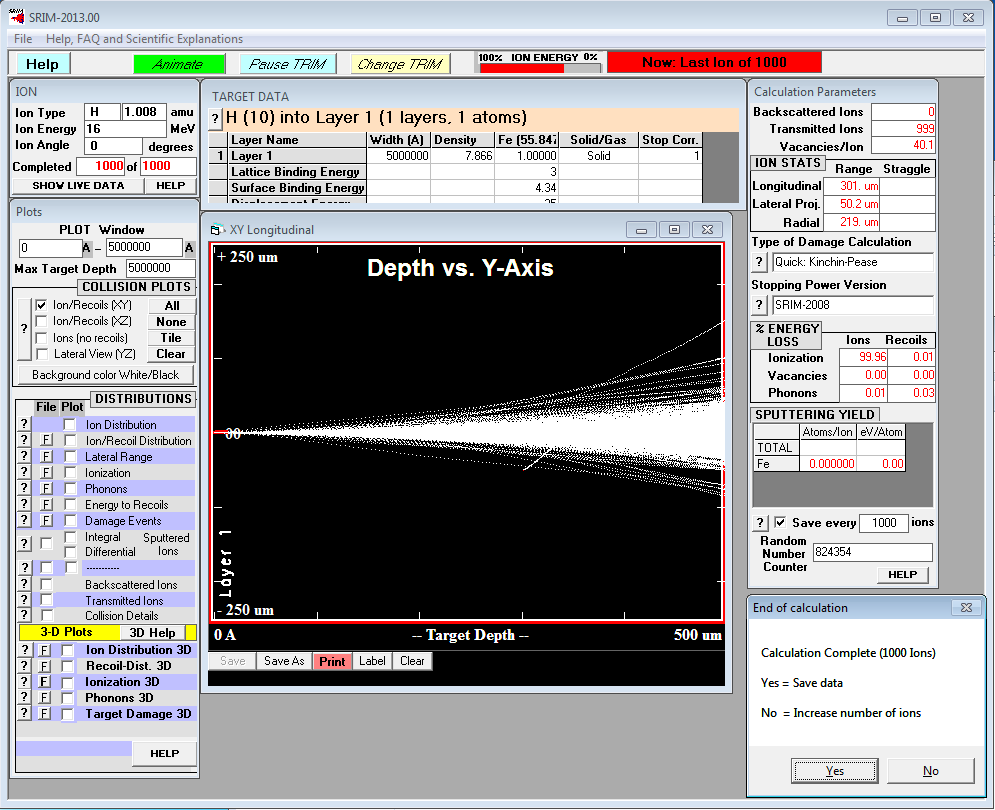 SRIM-2013.00
File Help, FAQ and Scientific Explanations
Help Animate Pause TRIM Change TRIM 100% ION ENERGY 0% Now: Last Ion of 1000
ION
Ion Type H 1.008 amu
Ion Energy 16 MeV
Ion Angle 0 degrees
Completed 1000 of 1000
SHOW LIVE DATA HELP
Plots
PLOT Window
0 A - 5000000 A
Max Target Depth 5000000
COLLISION PLOTS
? Ion/Recoils (XY) All
Ion/Recoils (XZ) None
Ions (no recoils) Tile
Lateral View (YZ) Clear
Background color White/Black
File Plot DISTRIBUTIONS
? Ion Distribution
? F Ion/Recoil Distribution
? F Lateral Range
? F Ionization
? F Phonons
? F Energy to Recoils
? F Damage Events
? Integral Sputtered
Differential Ions
? -----------
? Backscattered Ions
? Transmitted Ions
? Collision Details
3-D Plots 3D Help
? F Ion Distribution 3D
? F Recoil-Dist. 3D
? F Ionization 3D
? F Phonons 3D
? F Target Damage 3D
HELP
TARGET DATA
? H (10) into Layer 1 (1 layers, 1 atoms)
Layer Name Width (A) Density Fe (55.847 Solid/Gas Stop Corr.
1 Layer 1 5000000 7.866 1.00000 Solid 1
Lattice Binding Energy 3
Surface Binding Energy 4.34
Displacement Energy 25
XY Longitudinal
+ 250 um
Depth vs. Y-Axis
Layer 1
- 250 um
0 A -- Target Depth -- 500 um
Save Save As Print Label Clear
Calculation Parameters
Backscattered Ions 0
Transmitted Ions 999
Vacancies/Ion 40.1
ION STATS Range Straggle
Longitudinal 301. um
Lateral Proj. 50.2 um
Radial 219. um
Type of Damage Calculation
? Quick: Kinchin-Pease
Stopping Power Version
? SRIM-2008
% ENERGY LOSS Ions Recoils
Ionization 99.96 0.01
Vacancies 0.00 0.00
Phonons 0.01 0.03
SPUTTERING YIELD
Atoms/Ion eV/Atom
TOTAL
Fe 0.000000 0.00
? Save every 1000 ions
Random
Number 824354
Counter
HELP
End of calculation
Calculation Complete (1000 Ions)
Yes = Save data
No = Increase number of ions
Yes No